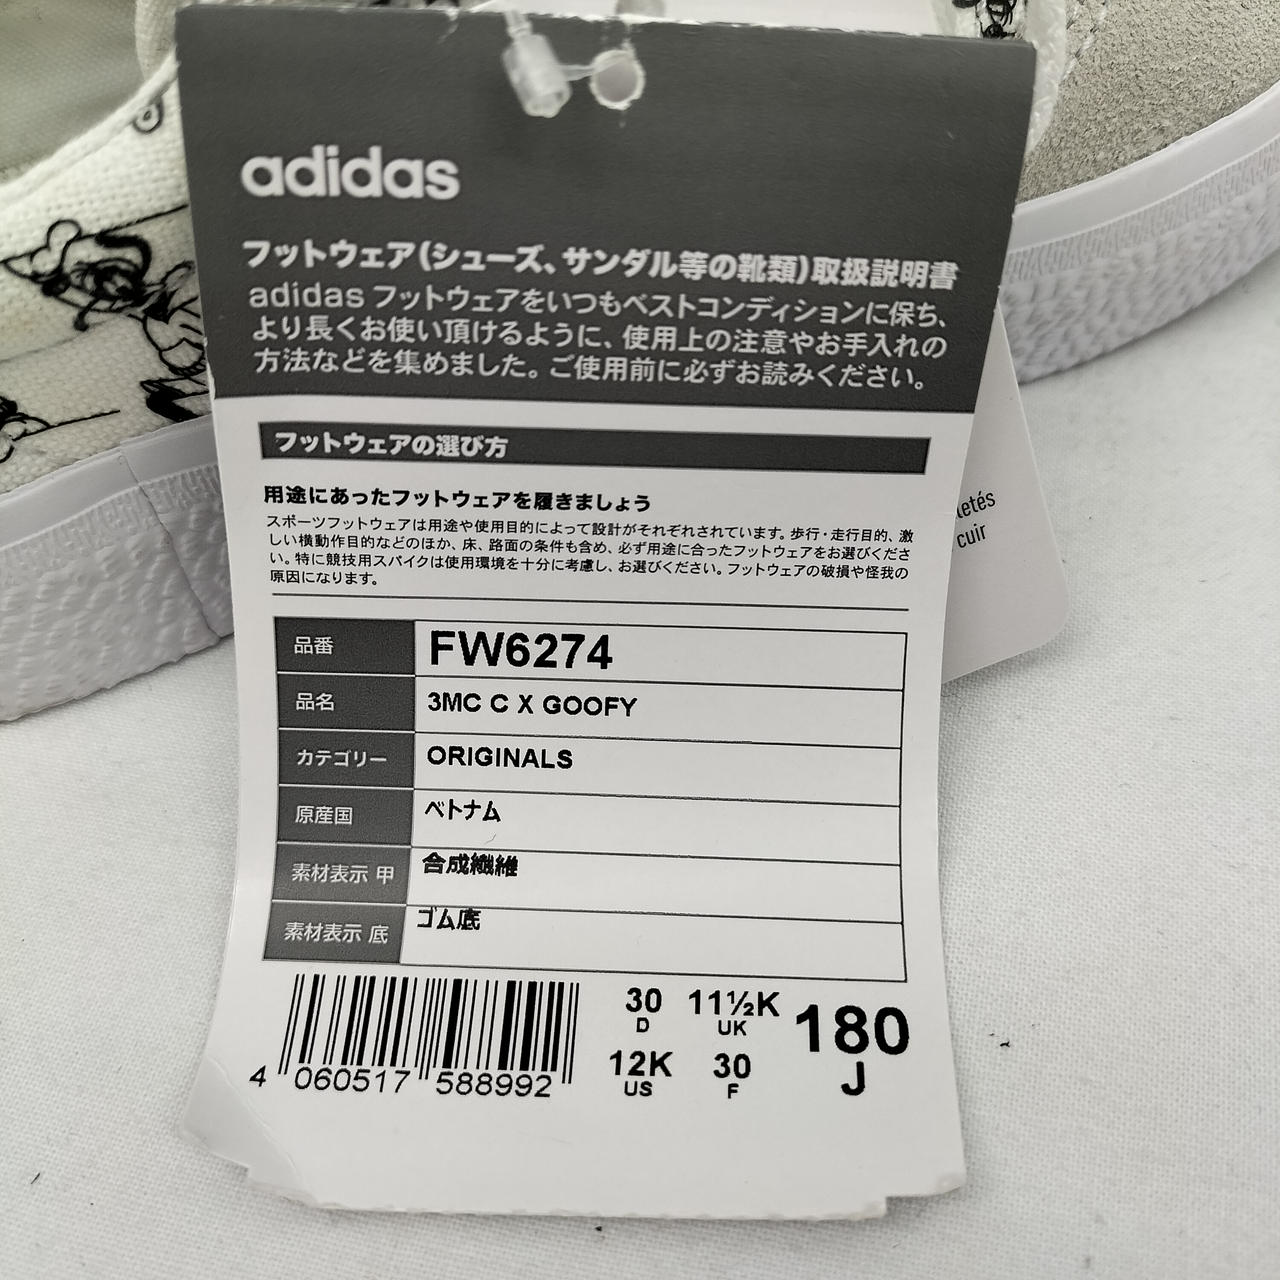 adidas
フットウェア(シューズ、サンダル等の靴類)取扱説明書
adidas フットウェアをいつもベストコンディションに保ち、
より長くお使い頂けるように、使用上の注意やお手入れの
方法などを集めました。ご使用前に必ずお読みください。
フットウェアの選び方
用途にあったフットウェアを履きましょう
スポーツフットウェアは用途や使用目的によって設計がそれぞれされています。歩行・走行目的、激
しい横動作目的などのほか、床、路面の条件も含め、必ず用途に合ったフットウェアをお選びくださ
い。特に競技用スパイクは使用環境を十分に考慮し、お選びください。フットウェアの破損や怪我の
原因になります。
品番 FW6274
品名 3MC C X GOOFY
カテゴリー ORIGINALS
原産国 ベトナム
素材表示 甲 合成繊維
素材表示 底 ゴム底
30 11½K 180
D UK J
12K 30
US F
4 060517 588992
cuir